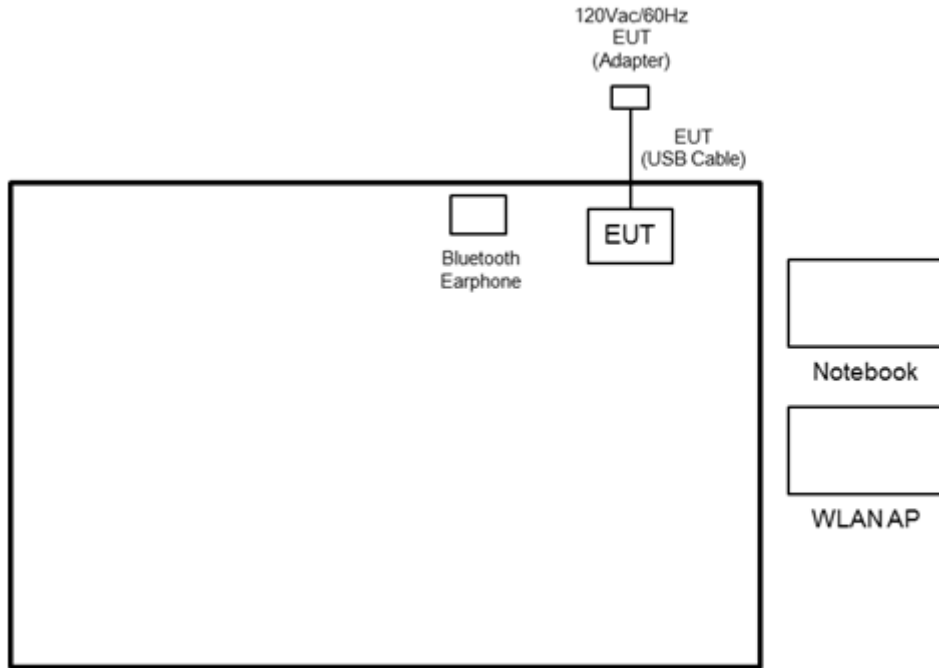 120Vac/60Hz
EUT
(Adapter)
EUT
(USB Cable)
EUT
Bluetooth
Earphone
Notebook
WLAN AP